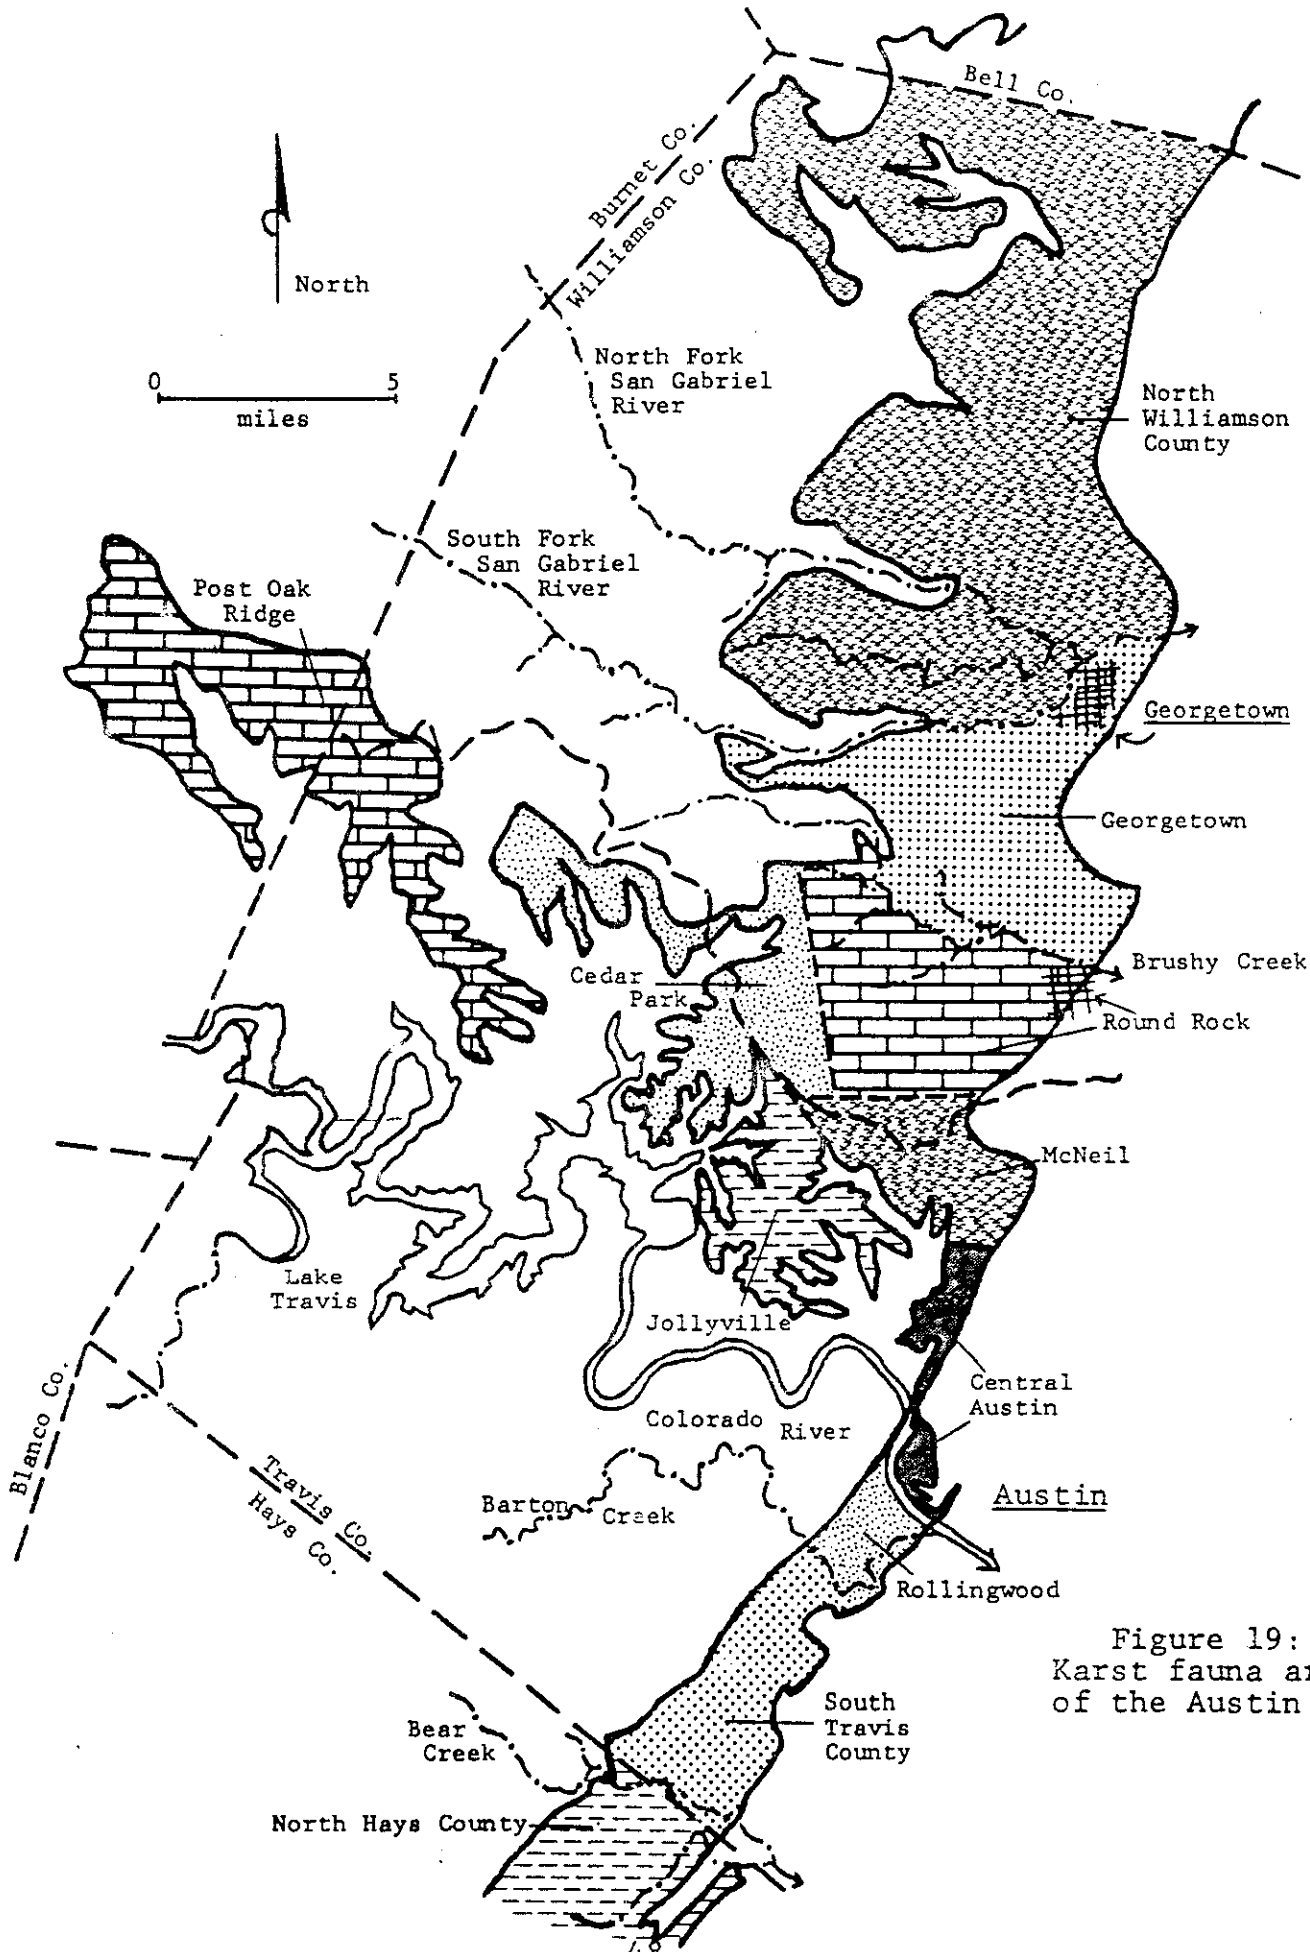 Bell Co.
Burnet Co.
Williamson Co.
North
0 5
miles
North Fork
San Gabriel
River
North
Williamson
County
South Fork
San Gabriel
River
Post Oak
Ridge
Georgetown
Georgetown
Brushy Creek
Cedar
Park
Round Rock
McNeil
Lake
Travis
Jollyville
Central
Austin
Colorado River
Blanco Co.
Travis Co.
Hays Co.
Barton Creek
Austin
Rollingwood
Figure 19:
Karst fauna
of the Austin
South
Travis
County
Bear
Creek
North Hays County